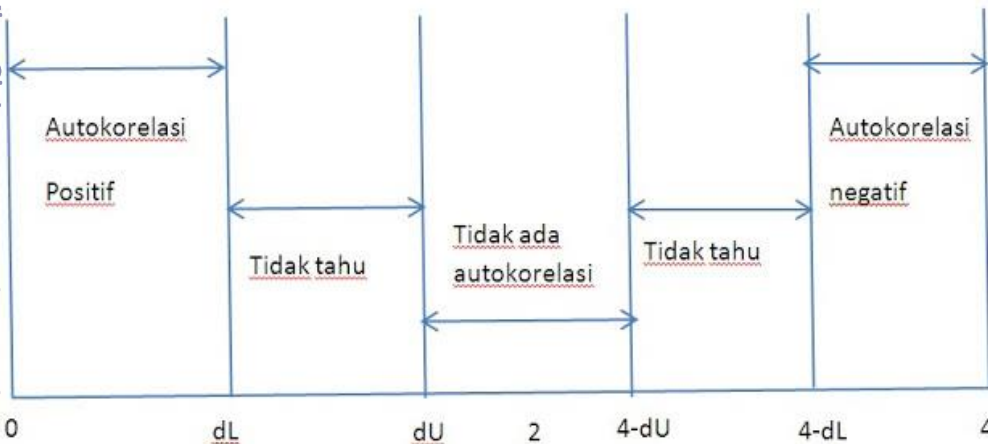 Autokorelasi
Positif
Tidak tahu
Tidak ada
autokorelasi
Tidak tahu
Autokorelasi
negatif
0 dL dU 2 4-dU 4-dL 4